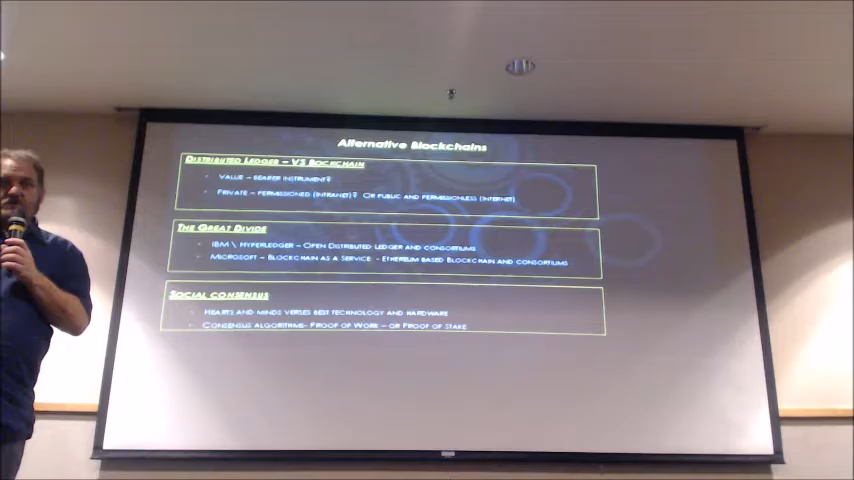 Alternative Blockchains
Distributed Ledger – VS Blockchain
Value – bearer instrument?
Private – permissioned (intranet)? Or public and permissionless (internet)
The Great Divide
IBM \ Hyperledger – Open Distributed ledger and consortiums
Microsoft – Blockchain as a Service - Ethereum based Blockchain and consortiums
Social consensus
Hearts and minds verses best technology and hardware
Consensus algorithms- Proof of Work – or Proof of Stake